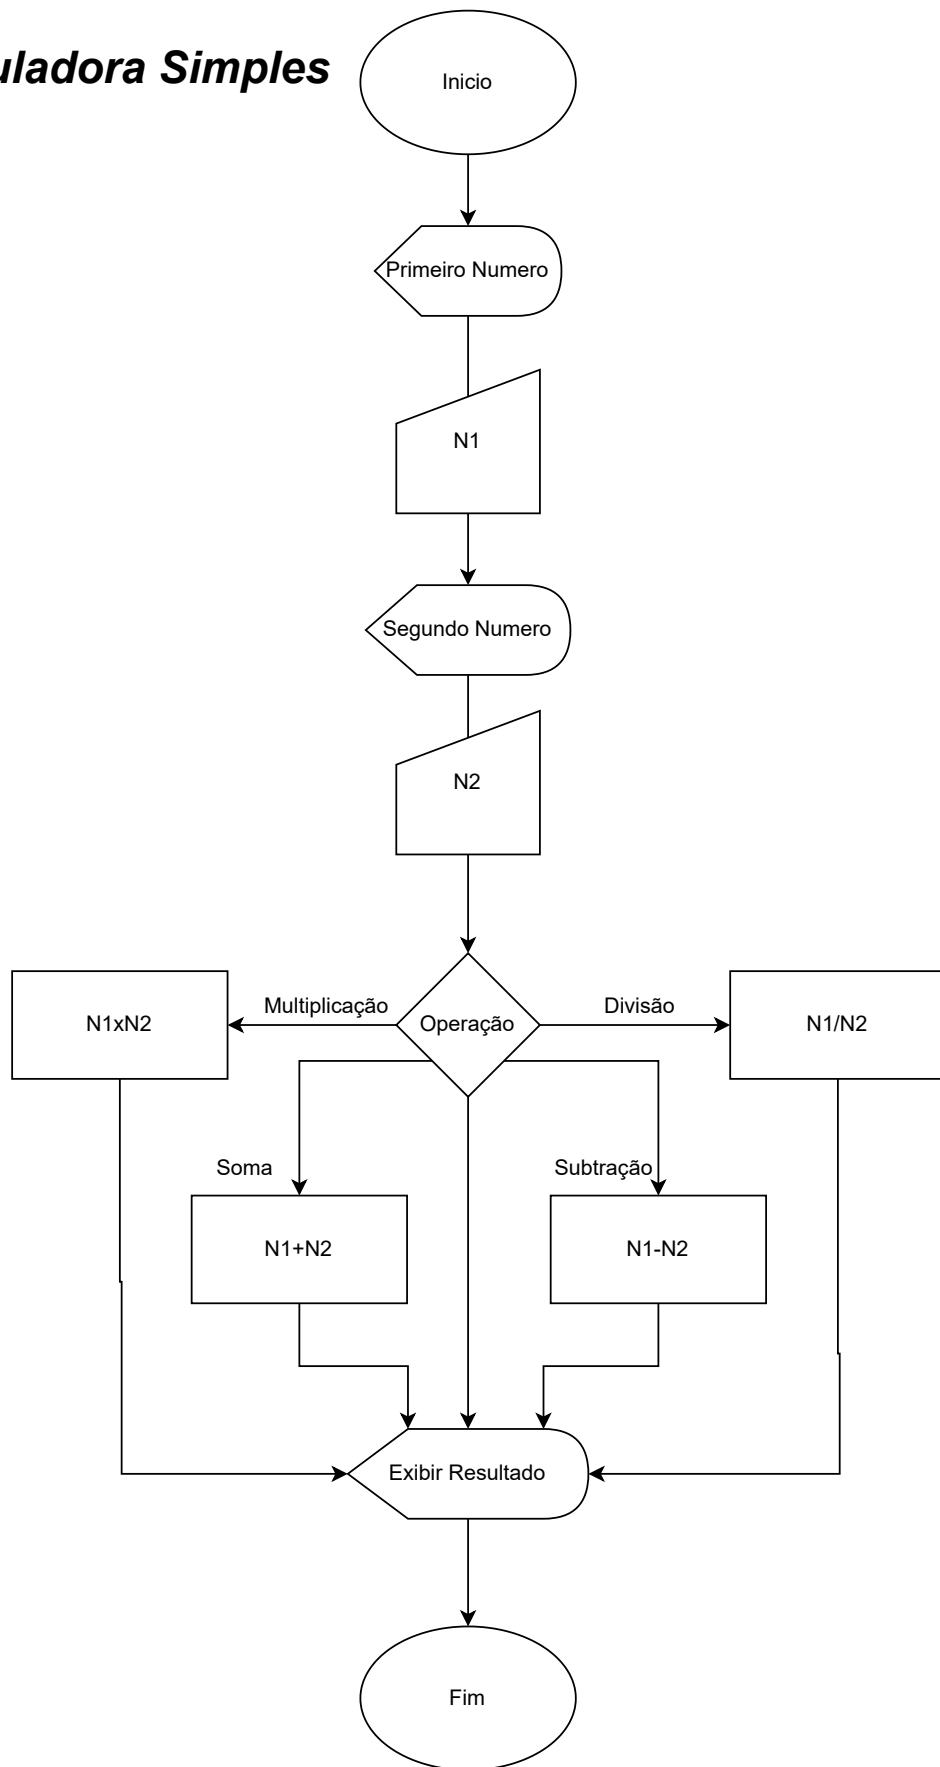 uladora Simples
Inicio
Primeiro Numero
N1
Segundo Numero
N2
Multiplicação
Operação
Divisão
N1xN2
N1/N2
Soma
Subtração
N1+N2
N1-N2
Exibir Resultado
Fim